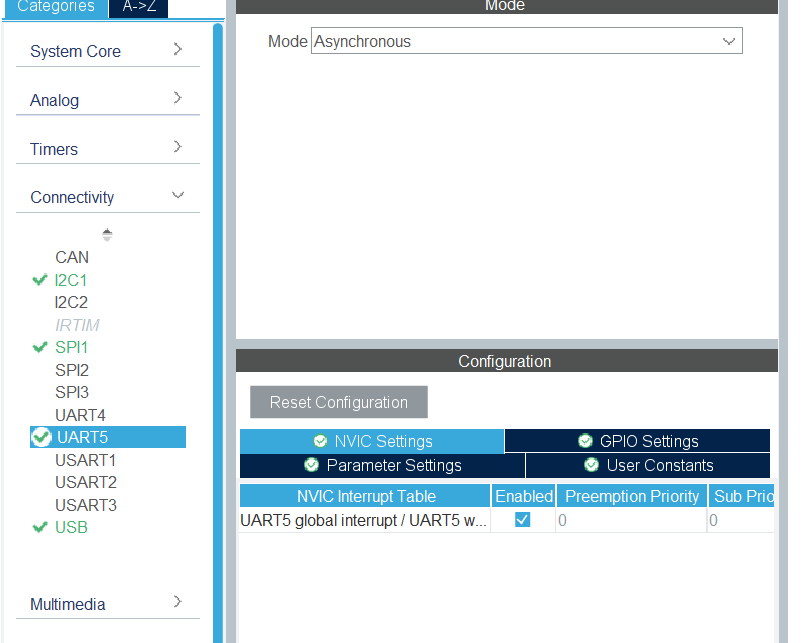 Categories
A->Z
System Core
Analog
Timers
Connectivity
CAN
I2C1
I2C2
IRTIM
SPI1
SPI2
SPI3
UART4
UART5
USART1
USART2
USART3
USB
Multimedia
Mode
Mode Asynchronous
Configuration
Reset Configuration
NVIC Settings
GPIO Settings
Parameter Settings
User Constants
NVIC Interrupt Table Enabled Preemption Priority Sub Prio
UART5 global interrupt / UART5 w... 0 0